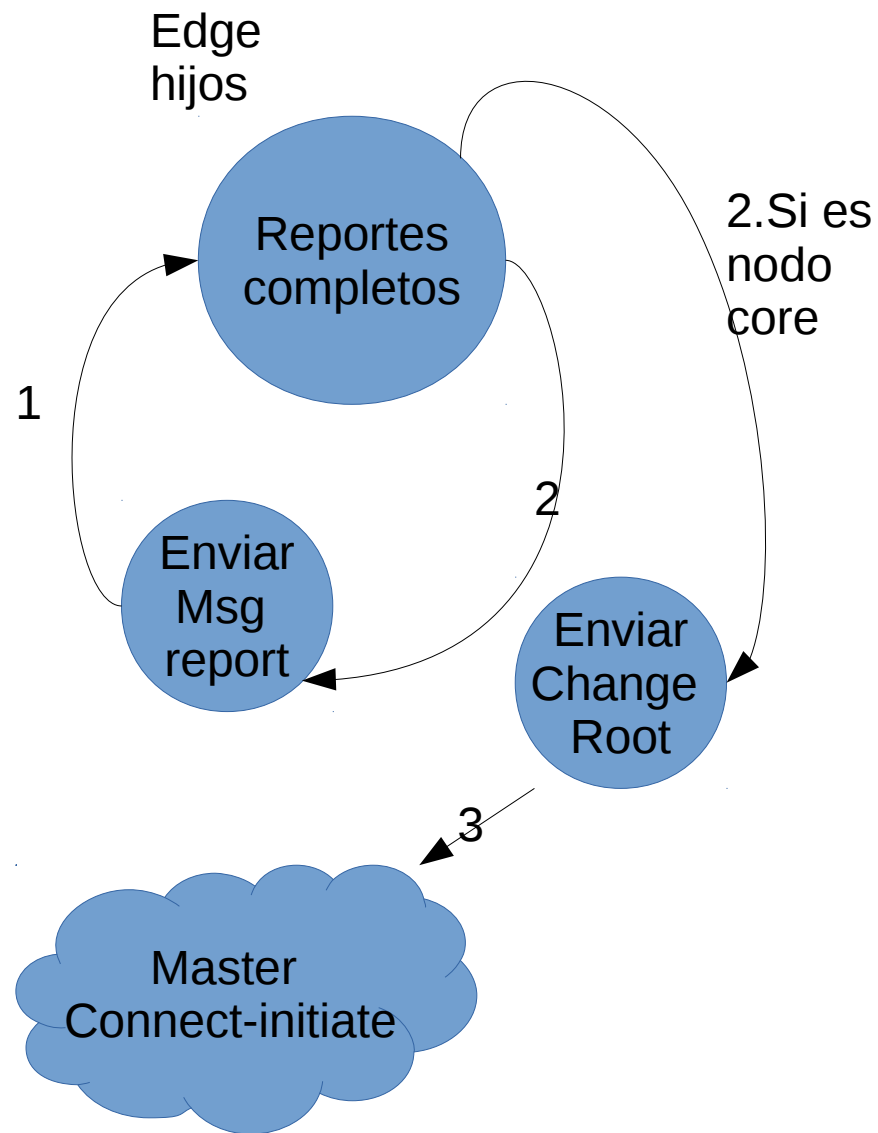 Edge
hijos
Reportes
completos
2.Si es
nodo
core
1
2
Enviar
Msg
report
Enviar
Change
Root
3
Master
Connect-initiate